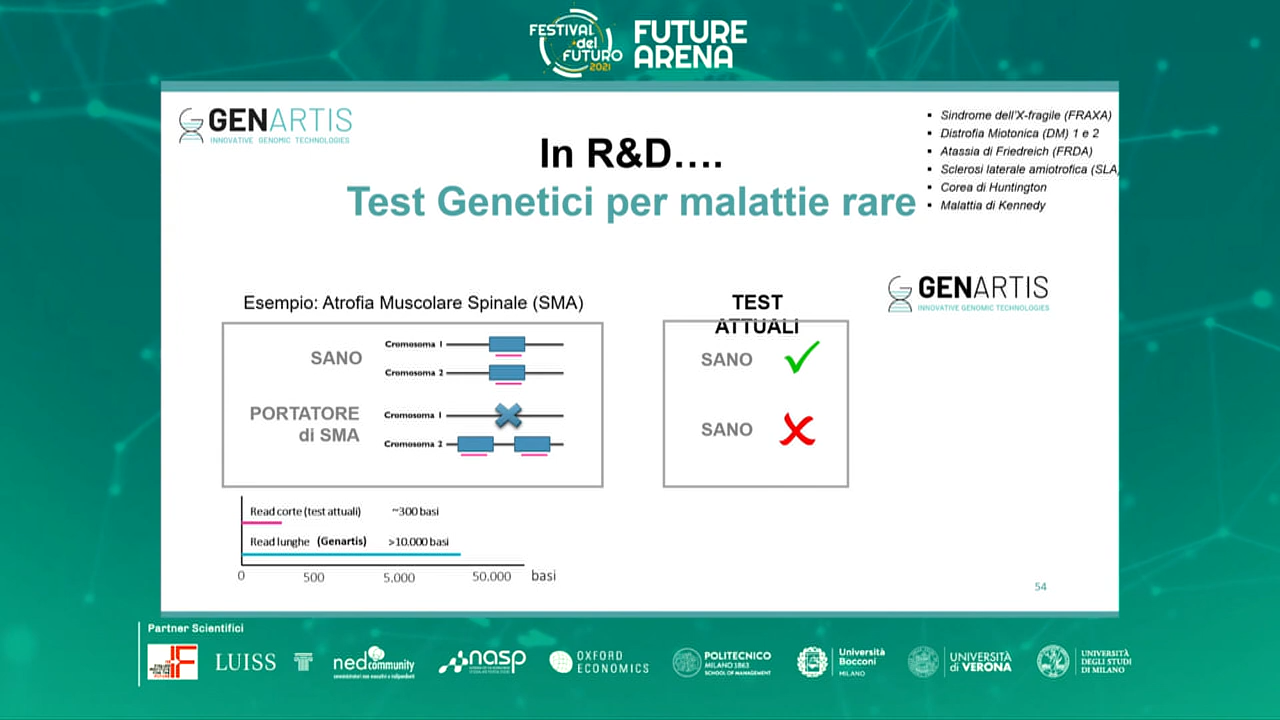 FESTIVAL
del
FUTURO
2021
FUTURE
ARENA
GENARTIS
INNOVATIVE GENOMIC TECHNOLOGIES
In R&D....
Test Genetici per malattie rare
▪ Sindrome dell'X-fragile (FRAXA)
▪ Distrofia Miotonica (DM) 1 e 2
▪ Atassia di Friedreich (FRDA)
▪ Sclerosi laterale amiotrofica (SLA)
▪ Corea di Huntington
▪ Malattia di Kennedy
GENARTIS
INNOVATIVE GENOMIC TECHNOLOGIES
Esempio: Atrofia Muscolare Spinale (SMA)
SANO
Cromosoma 1
Cromosoma 2
PORTATORE
di SMA
Cromosoma 1
Cromosoma 2
TEST
ATTUALI
SANO
SANO
Read corte (test attuali) ~300 basi
Read lunghe (Genartis) >10.000 basi
0 500 5.000 50.000 basi
54
Partner Scientifici
LUISS
nedcommunity
nasp
OXFORD
ECONOMICS
POLITECNICO
MILANO 1863
SCHOOL OF MANAGEMENT
Università
Bocconi
MILANO
UNIVERSITÀ
di VERONA
UNIVERSITÀ
DEGLI STUDI
DI MILANO